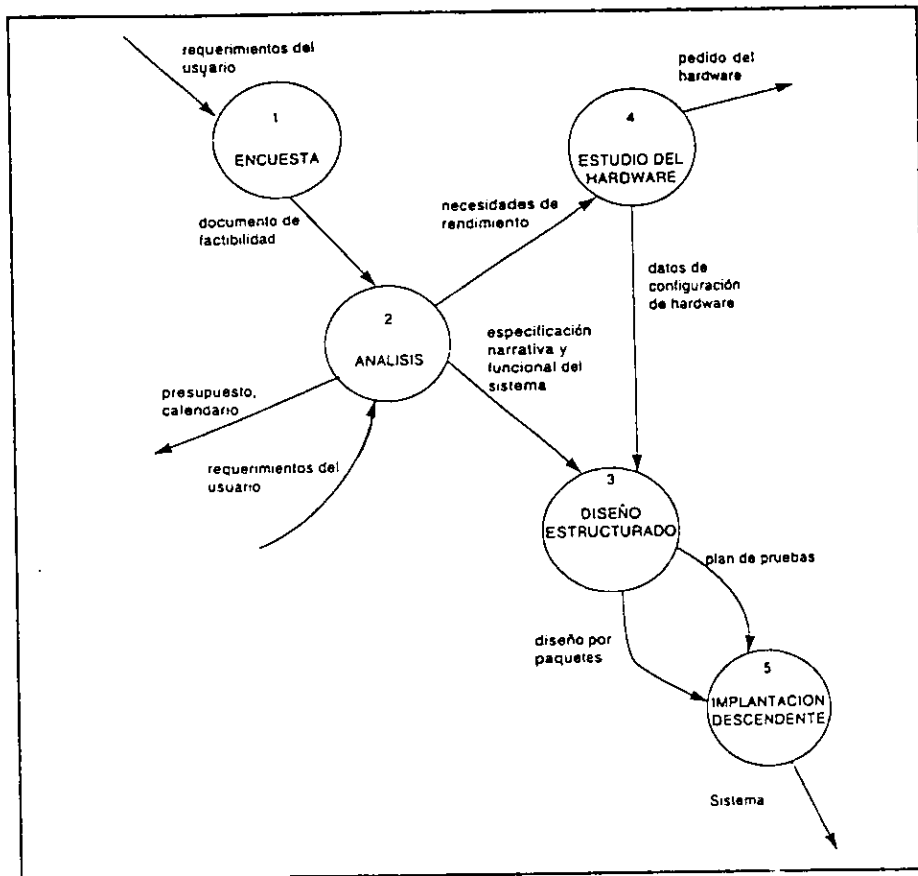 requerimientos del
usuario
1
ENCUESTA
pedido del
hardware
4
ESTUDIO DEL
HARDWARE
documento de
factibilidad
necesidades de
rendimiento
datos de
configuración
de hardware
2
ANALISIS
especificación
narrativa y
funcional del
sistema
presupuesto,
calendario
requerimientos del
usuario
3
DISEÑO
ESTRUCTURADO
plan de pruebas
diseño por
paquetes
5
IMPLANTACION
DESCENDENTE
Sistema